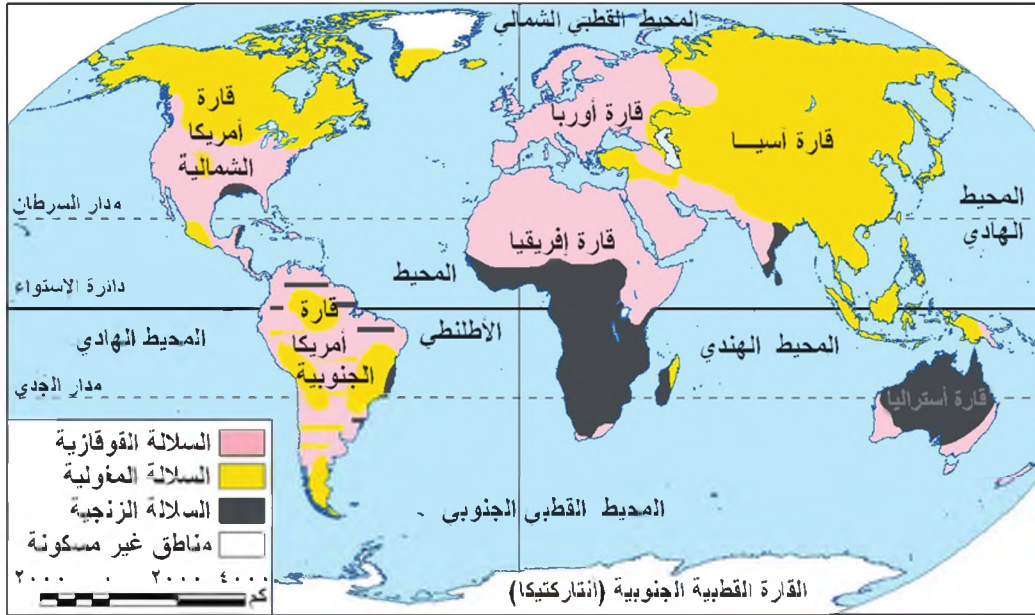 المحيط القطبي الشمالي
قارة
أمريكا
الشمالية
قارة أوربا
قارة أسيـــا
المحيط
الهادي
مدار السرطان
قارة إفريقيا
دائرة الاستواء
المحيط
الأطلنطي
قارة
أمريكا
الجنوبية
المحيط الهادي
المحيط الهندي
مدار الجدي
قارة أستراليا
السلالة القوقازية
السلالة المغولية
السلالة الزنجية
مناطق غير مسكونة
٢٠٠٠ ٠ ٢٠٠٠ ٤٠٠٠
كم
المحيط القطبي الجنوبي
القارة القطبية الجنوبية (انتاركتيكا)